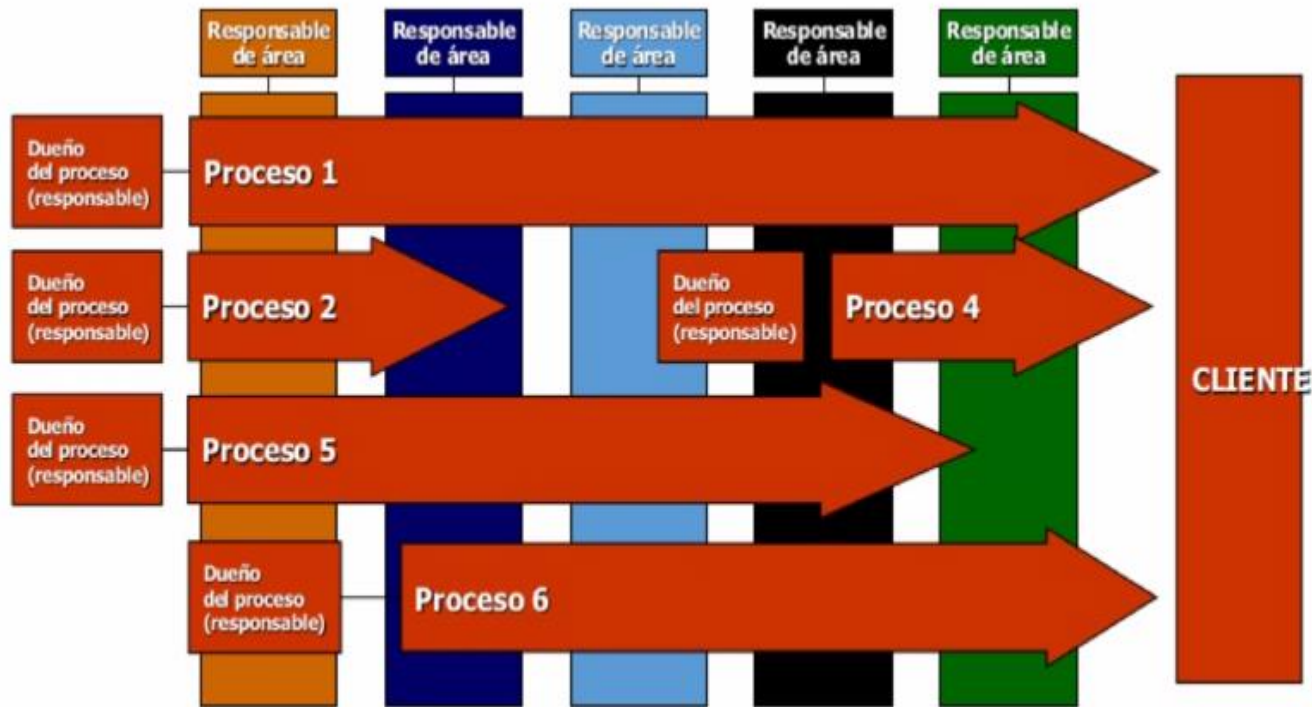 Responsable
de área
Responsable
de área
Responsable
de área
Responsable
de área
Responsable
de área
Dueño
del proceso
(responsable)
Proceso 1
Dueño
del proceso
(responsable)
Proceso 2
Dueño
del proceso
(responsable)
Proceso 4
CLIENTE
Dueño
del proceso
(responsable)
Proceso 5
Dueño
del proceso
(responsable)
Proceso 6